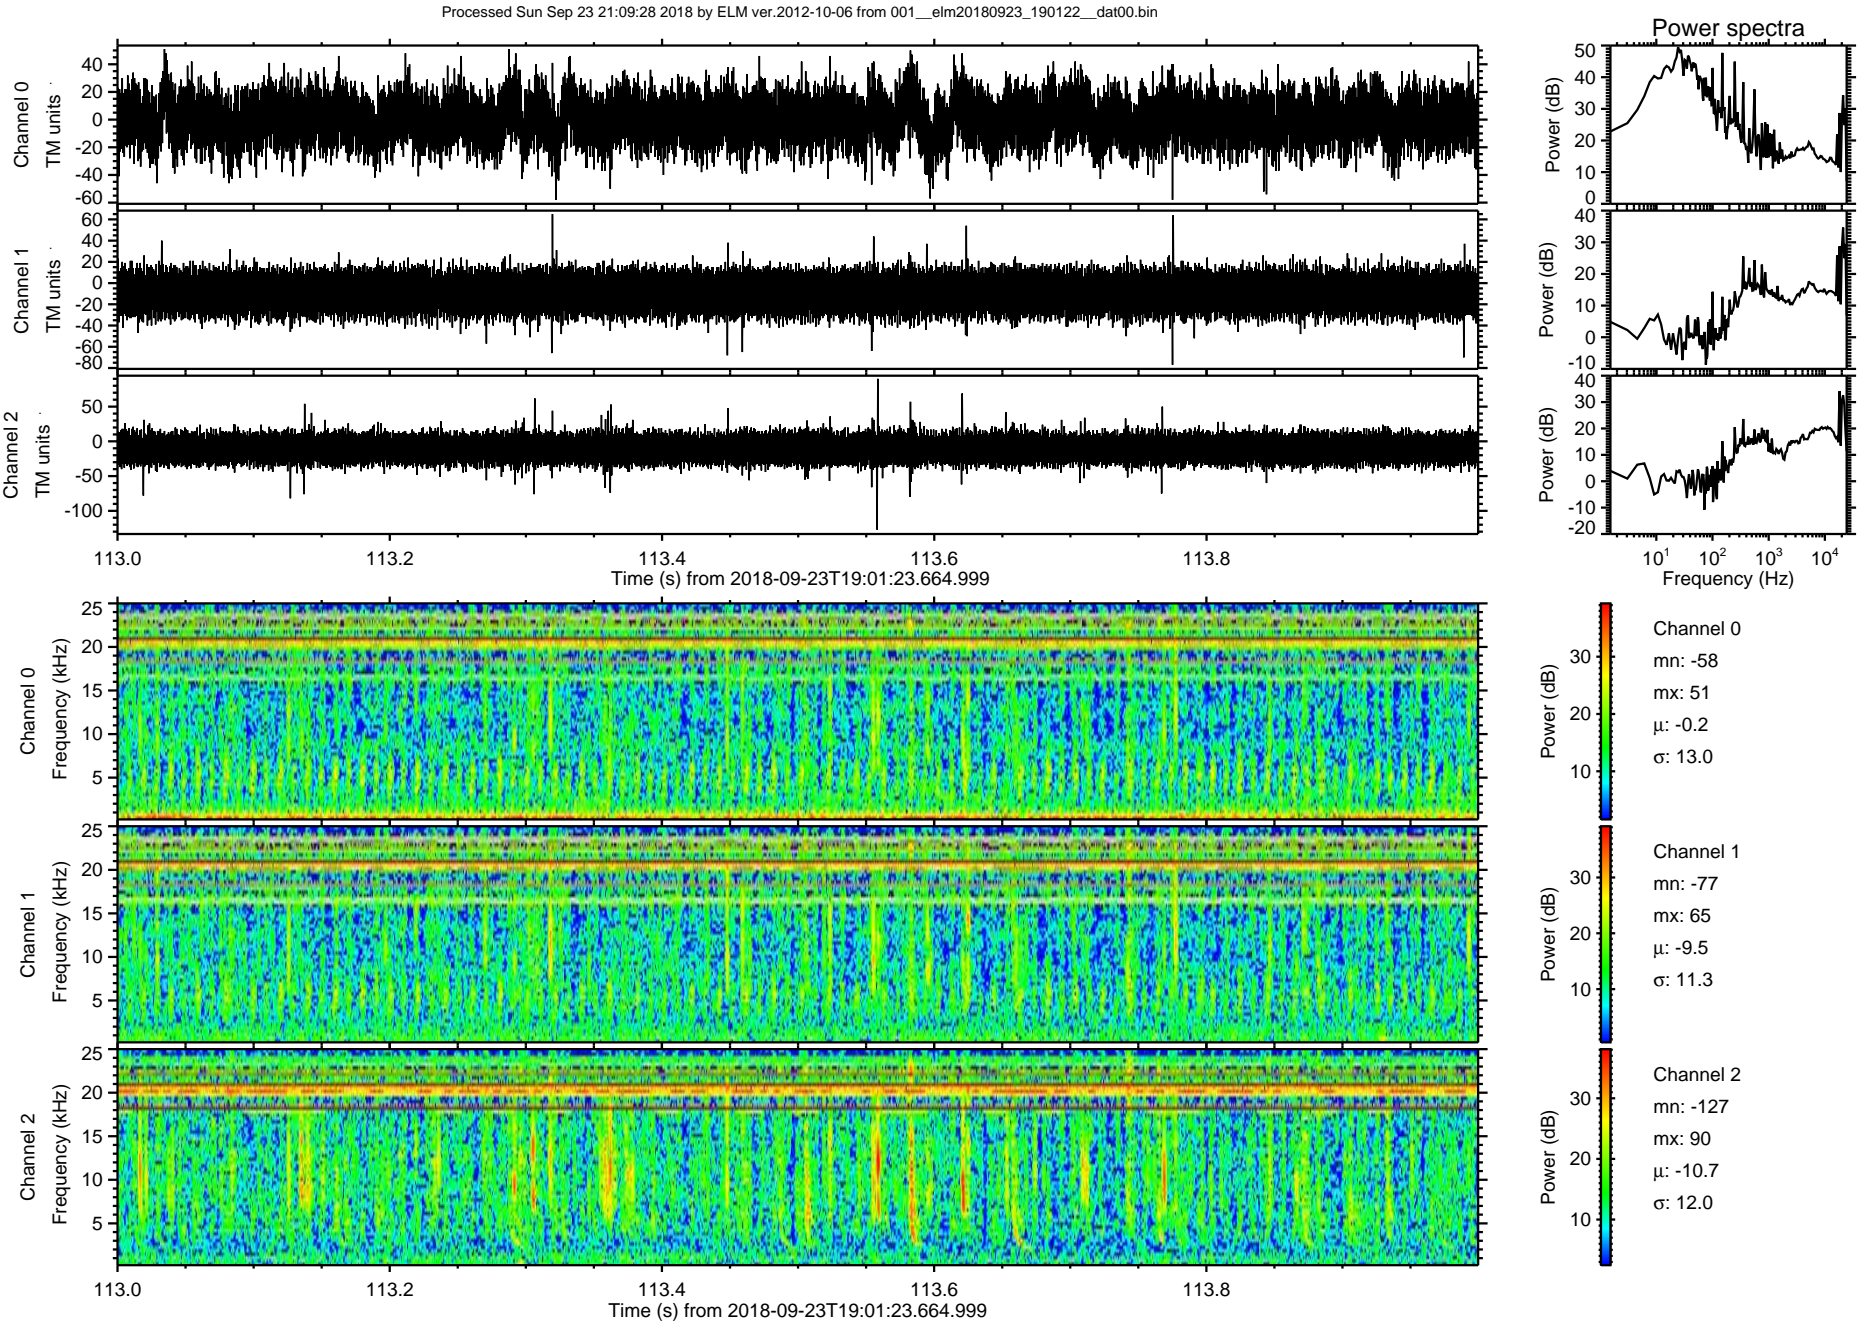 Processed Sun Sep 23 21:09:28 2018 by ELM ver.2012-10-06 from 001__elm20180923_190122__dat00.bin
Power spectra
Channel 0
TM units
40
20
0
-20
-40
-60
Power (dB)
50
40
30
20
10
0
Channel 1
TM units
60
40
20
0
-20
-40
-60
-80
Power (dB)
40
30
20
10
0
-10
Channel 2
TM units
50
0
-50
-100
Power (dB)
40
30
20
10
0
-10
-20
113.0 113.2 113.4 113.6 113.8
Time (s) from 2018-09-23T19:01:23.664.999
10¹ 10² 10³ 10⁴
Frequency (Hz)
Channel 0
Frequency (kHz)
25
20
15
10
5
Power (dB)
30
20
10
Channel 0
mn: -58
mx: 51
μ: -0.2
σ: 13.0
Channel 1
Frequency (kHz)
25
20
15
10
5
Power (dB)
30
20
10
Channel 1
mn: -77
mx: 65
μ: -9.5
σ: 11.3
Channel 2
Frequency (kHz)
25
20
15
10
5
Power (dB)
30
20
10
Channel 2
mn: -127
mx: 90
μ: -10.7
σ: 12.0
113.0 113.2 113.4 113.6 113.8
Time (s) from 2018-09-23T19:01:23.664.999